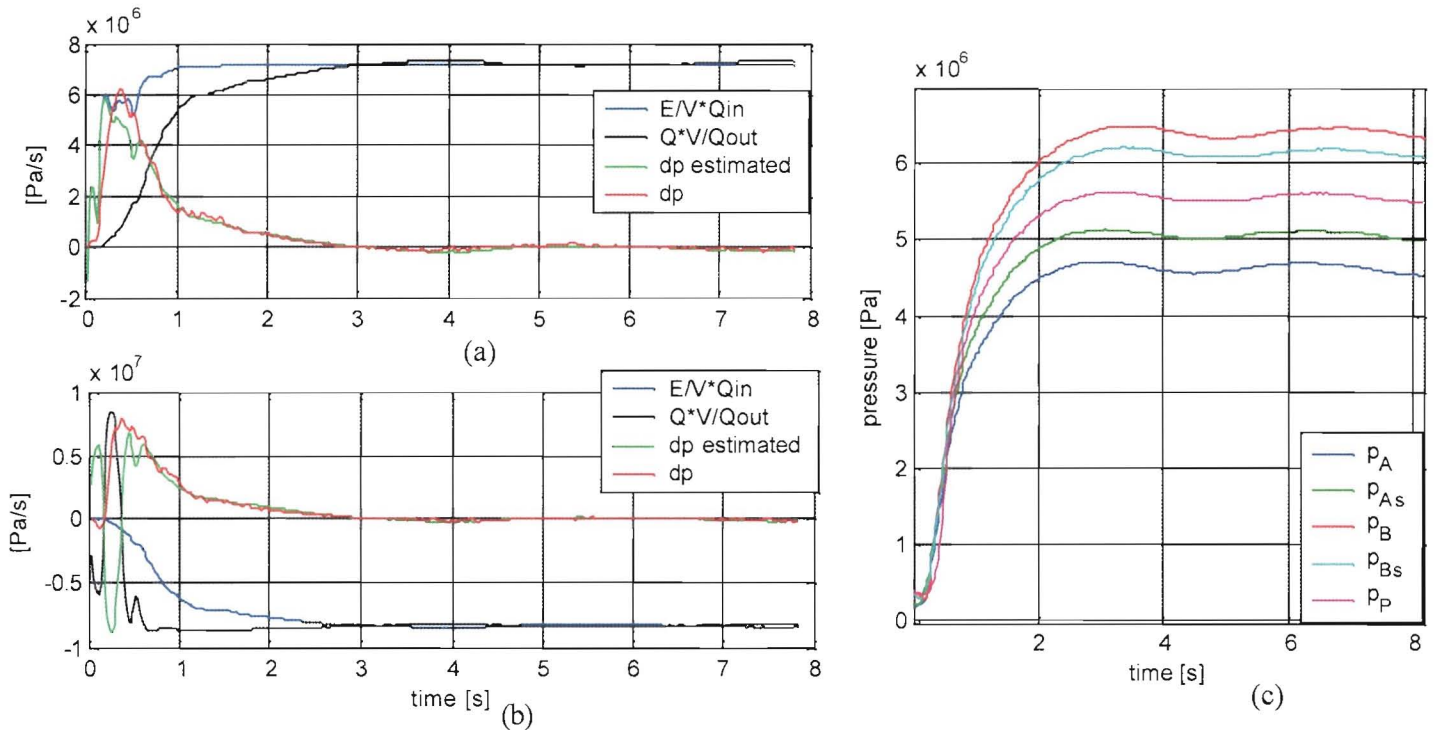 x 10^6
8
6
4
2
0
-2
[Pa/s]
E/V*Qin
Q*V/Qout
dp estimated
dp
0 1 2 3 4 5 6 7 8
(a)
x 10^7
1
0.5
0
-0.5
-1
[Pa/s]
E/V*Qin
Q*V/Qout
dp estimated
dp
0 1 2 3 4 5 6 7 8
time [s]
(b)
x 10^6
6
5
4
3
2
1
0
pressure [Pa]
p_A
p_As
p_B
p_Bs
p_P
2 4 6 8
time [s]
(c)